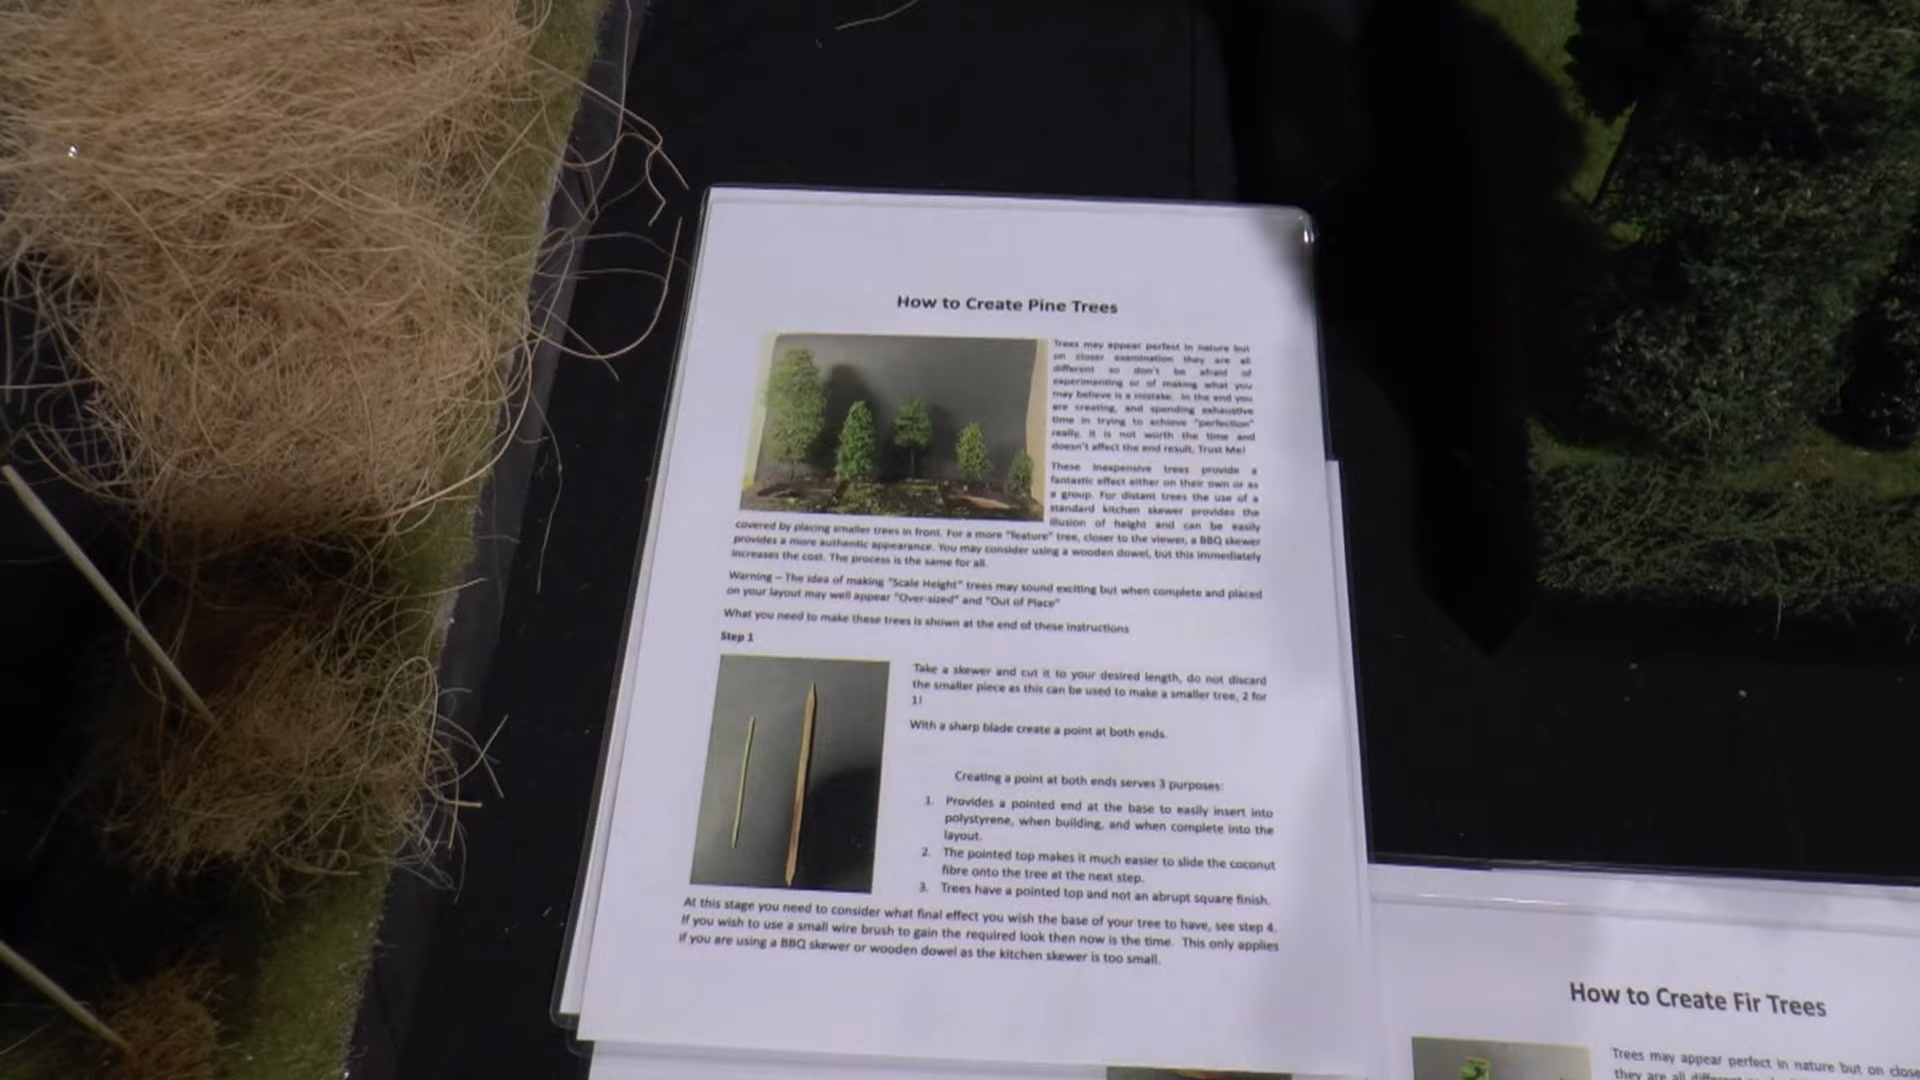 How to Create Pine Trees
Trees may appear perfect in nature but
on closer examination they are all
different so don't be afraid of
experimenting or of making what you
may believe is a mistake. In the end you
are creating, and spending exhaustive
time in trying to achieve "perfection"
really, it is not worth the time and
doesn't affect the end result, Trust Me!
These inexpensive trees provide a
fantastic effect either on their own or as
a group. For distant trees the use of a
standard kitchen skewer provides the
illusion of height and can be easily
covered by placing smaller trees in front. For a more "feature" tree, closer to the viewer, a BBQ skewer
provides a more authentic appearance. You may consider using a wooden dowel, but this immediately
increases the cost. The process is the same for all.
Warning – The idea of making "Scale Height" trees may sound exciting but when complete and placed
on your layout may well appear "Over-sized" and "Out of Place"
What you need to make these trees is shown at the end of these instructions
Step 1
Take a skewer and cut it to your desired length, do not discard
the smaller piece as this can be used to make a smaller tree, 2 for
1!
With a sharp blade create a point at both ends.
Creating a point at both ends serves 3 purposes:
1. Provides a pointed end at the base to easily insert into
polystyrene, when building, and when complete into the
layout.
2. The pointed top makes it much easier to slide the coconut
fibre onto the tree at the next step.
3. Trees have a pointed top and not an abrupt square finish.
At this stage you need to consider what final effect you wish the base of your tree to have, see step 4.
If you wish to use a small wire brush to gain the required look then now is the time. This only applies
if you are using a BBQ skewer or wooden dowel as the kitchen skewer is too small.
How to Create Fir Trees
Trees may appear perfect in nature but on close
they are all